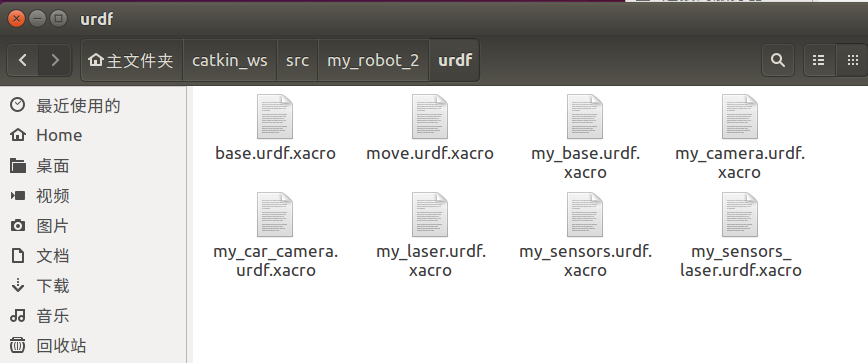 urdf
主文件夹 catkin_ws src my_robot_2 urdf
最近使用的
Home
桌面
视频
图片
文档
下载
音乐
回收站
base.urdf.xacro
move.urdf.xacro
my_base.urdf.
xacro
my_camera.urdf.
xacro
my_car_camera.
urdf.xacro
my_laser.urdf.
xacro
my_sensors.urdf.
xacro
my_sensors_
laser.urdf.xacro